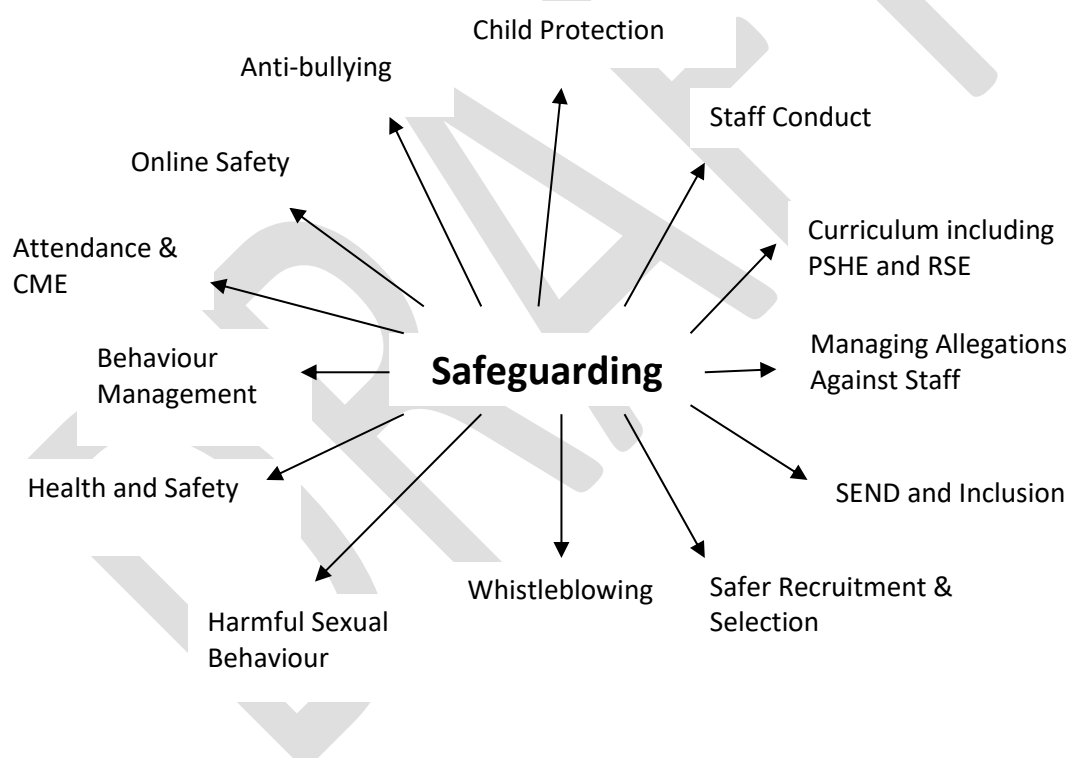 Child Protection
Anti-bullying
Staff Conduct
Online Safety
Curriculum including
PSHE and RSE
Attendance &
CME
Managing Allegations
Against Staff
Behaviour
Management
Safeguarding
Health and Safety
SEND and Inclusion
Whistleblowing
Safer Recruitment &
Selection
Harmful Sexual
Behaviour